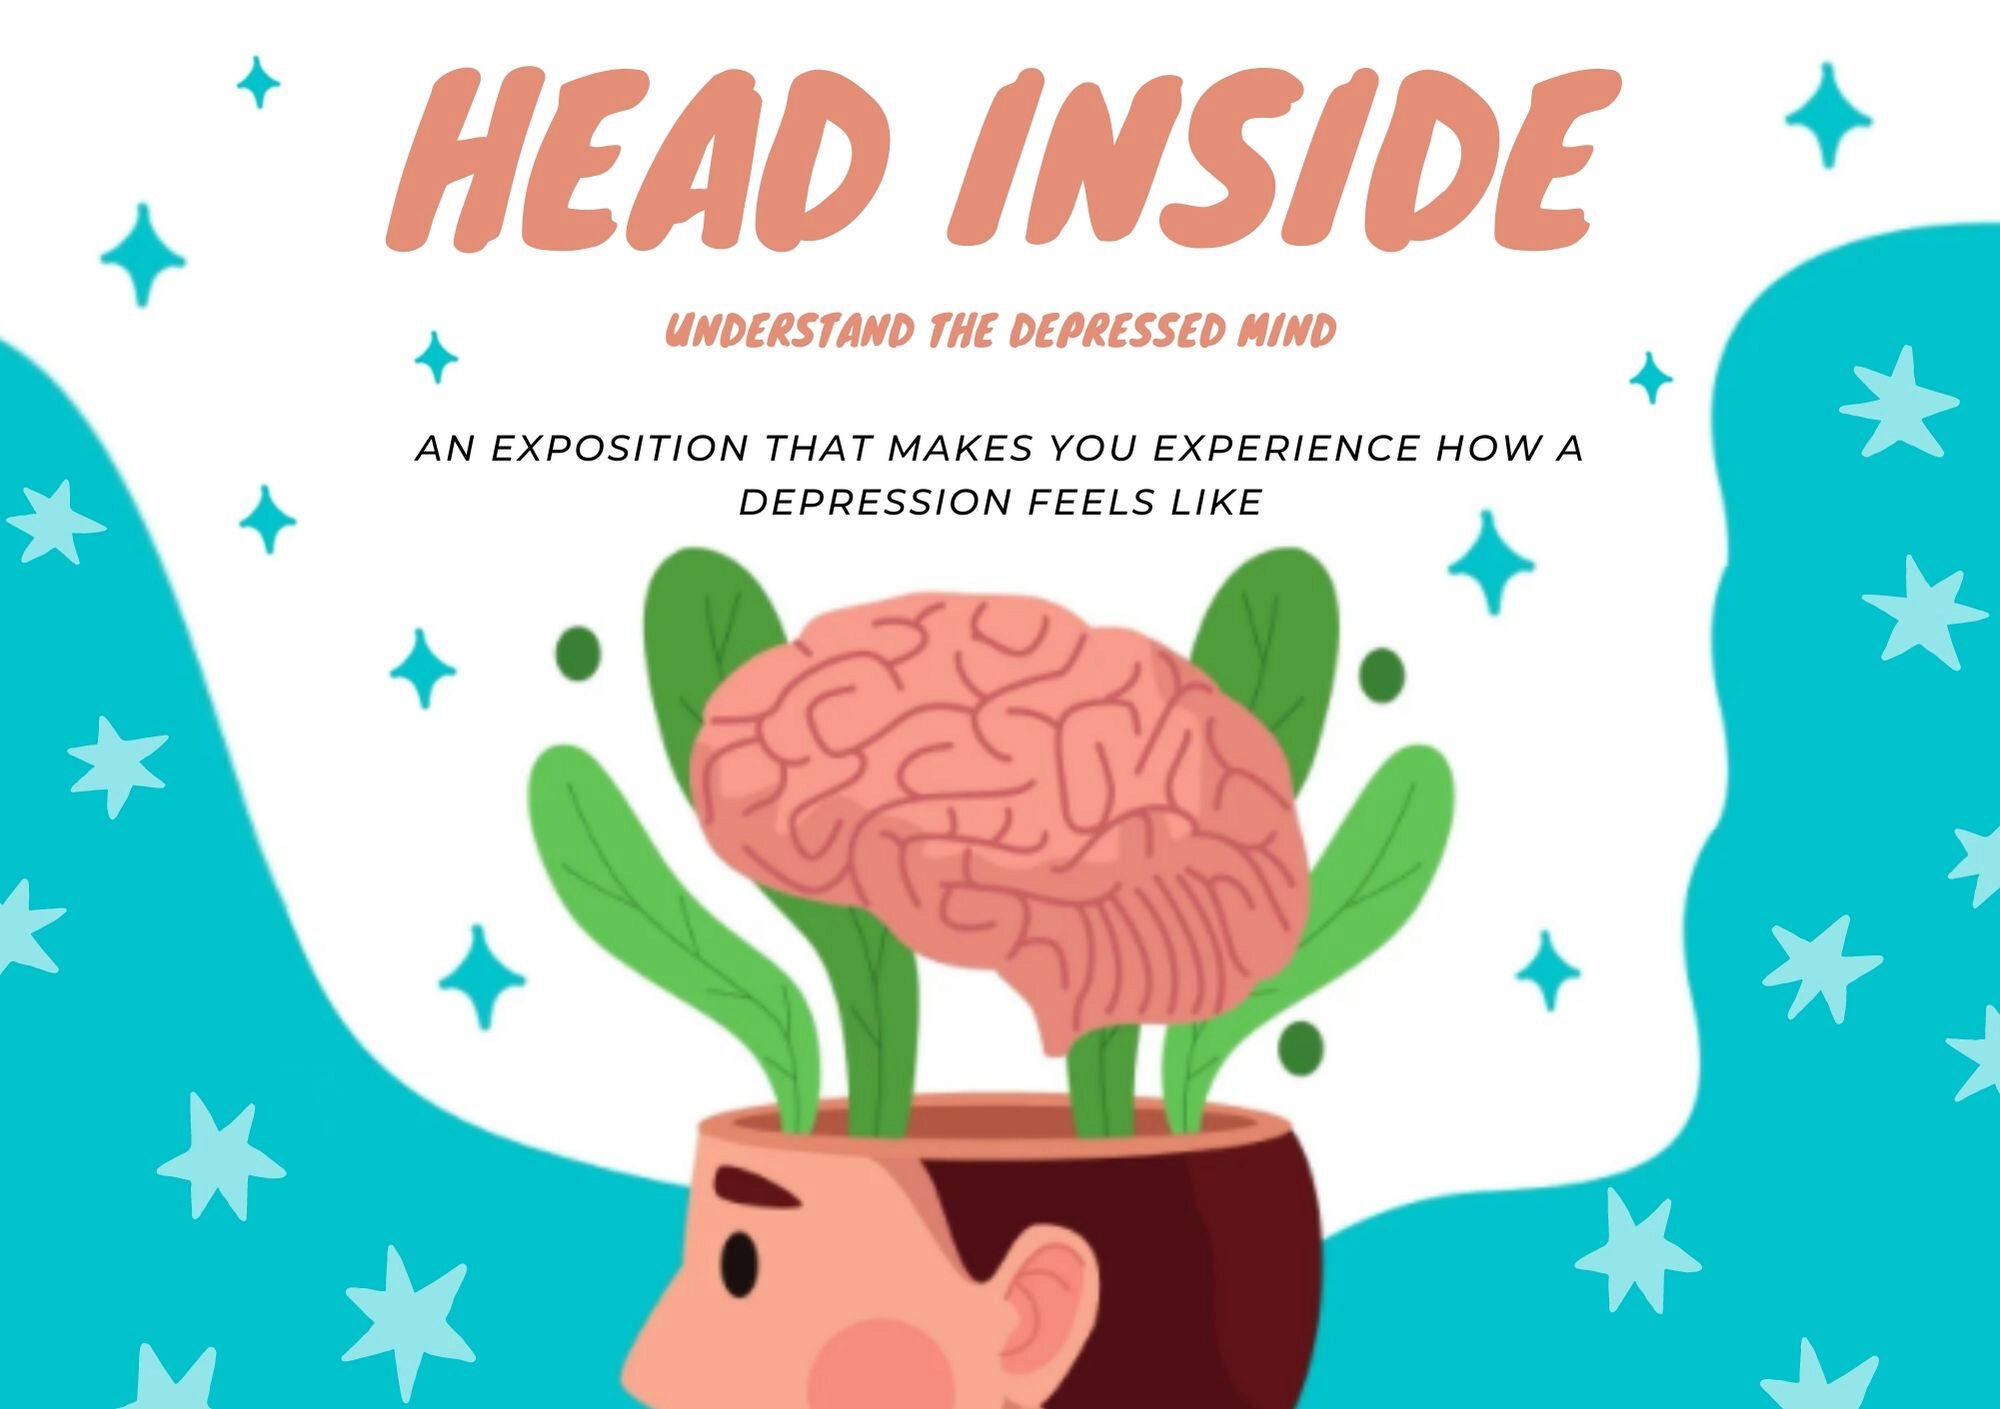 HEAD INSIDE
UNDERSTAND THE DEPRESSED MIND
AN EXPOSITION THAT MAKES YOU EXPERIENCE HOW A
DEPRESSION FEELS LIKE